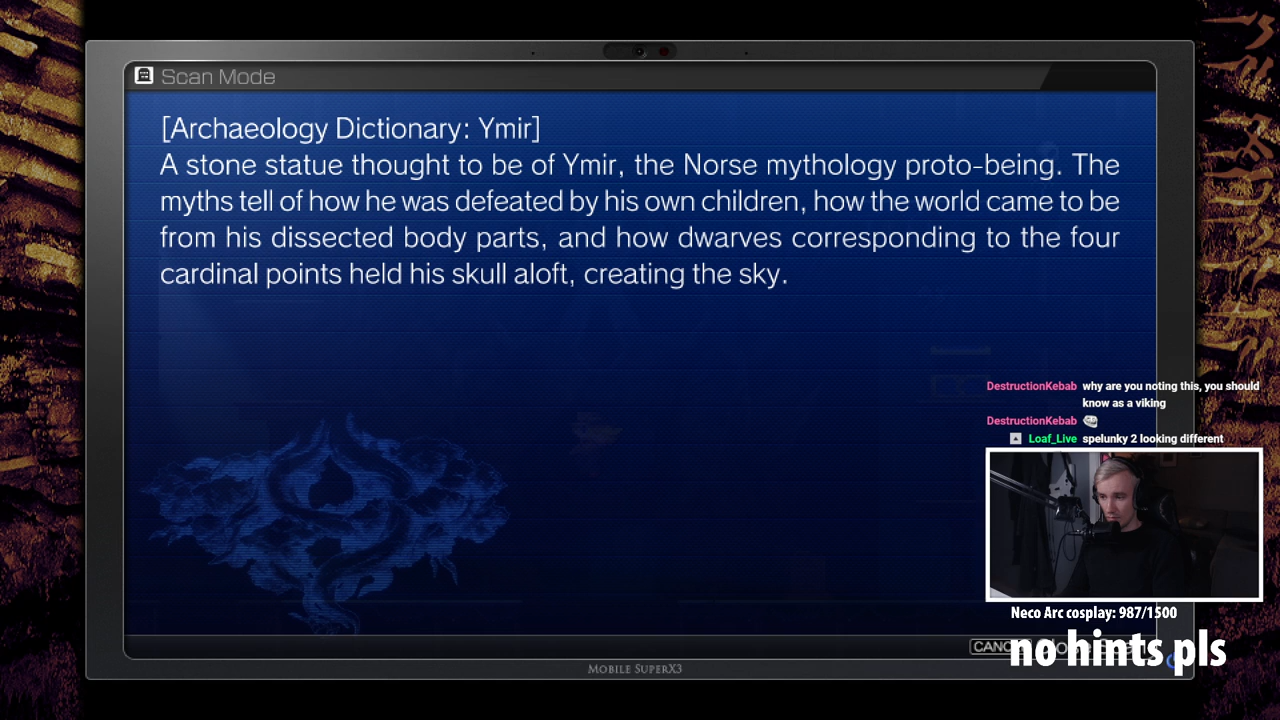 Scan Mode
[Archaeology Dictionary: Ymir]
A stone statue thought to be of Ymir, the Norse mythology proto-being. The
myths tell of how he was defeated by his own children, how the world came to be
from his dissected body parts, and how dwarves corresponding to the four
cardinal points held his skull aloft, creating the sky.
DestructionKebab why are you noting this, you should
know as a viking
DestructionKebab
Loaf_Live spelunky 2 looking different
Neco Arc cosplay: 987/1500
no hints pls
MOBILE SUPERX3